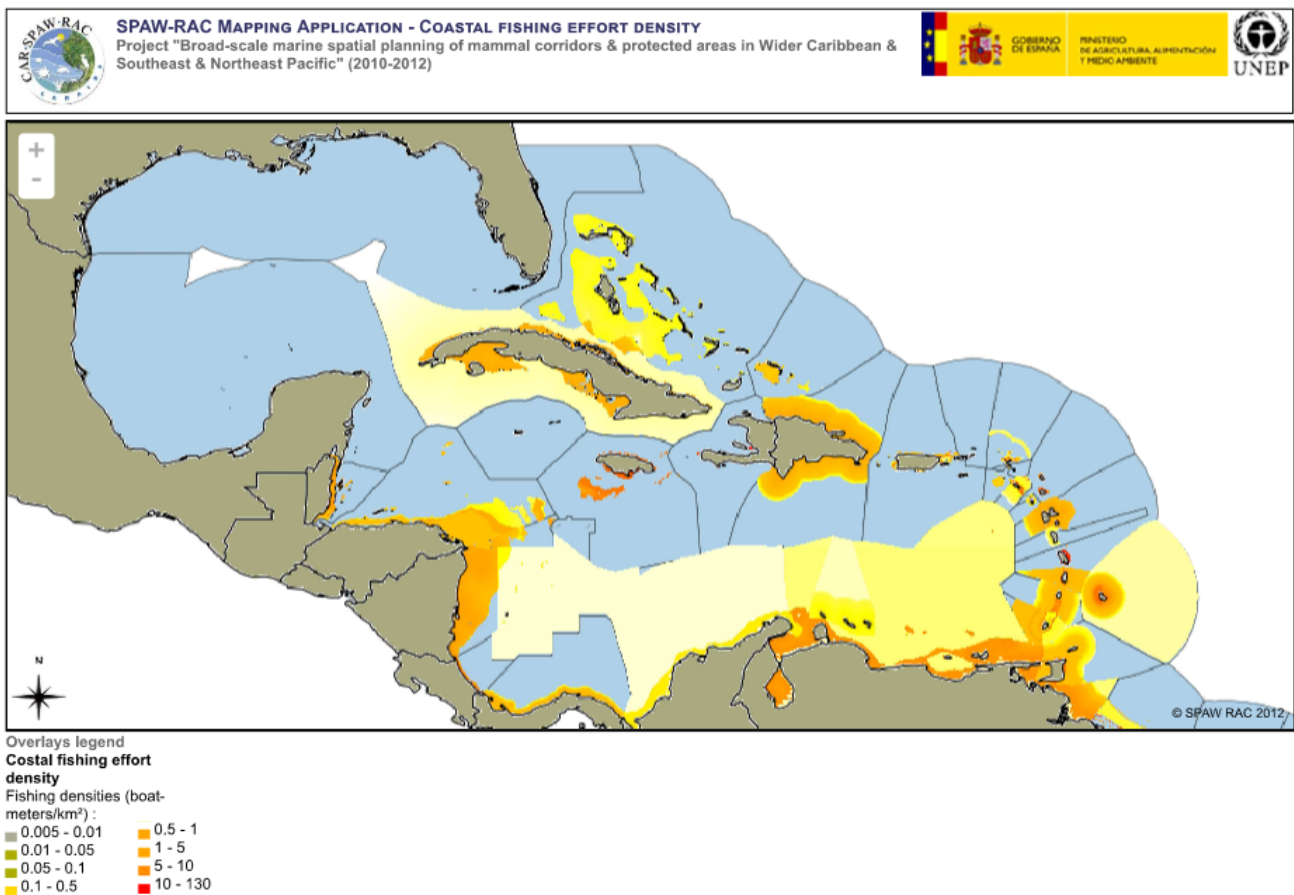 SPAW-RAC MAPPING APPLICATION - COASTAL FISHING EFFORT DENSITY
Project "Broad-scale marine spatial planning of mammal corridors & protected areas in Wider Caribbean &
Southeast & Northeast Pacific" (2010-2012)
CAR-SPAW-RAC
CARAIBE
GOBIERNO
DE ESPAÑA
MINISTERIO
DE AGRICULTURA, ALIMENTACIÓN
Y MEDIO AMBIENTE
UNEP
+
-
N
© SPAW RAC 2012
Overlays legend
Costal fishing effort
density
Fishing densities (boat-
meters/km²) :
0.005 - 0.01
0.01 - 0.05
0.05 - 0.1
0.1 - 0.5
0.5 - 1
1 - 5
5 - 10
10 - 130